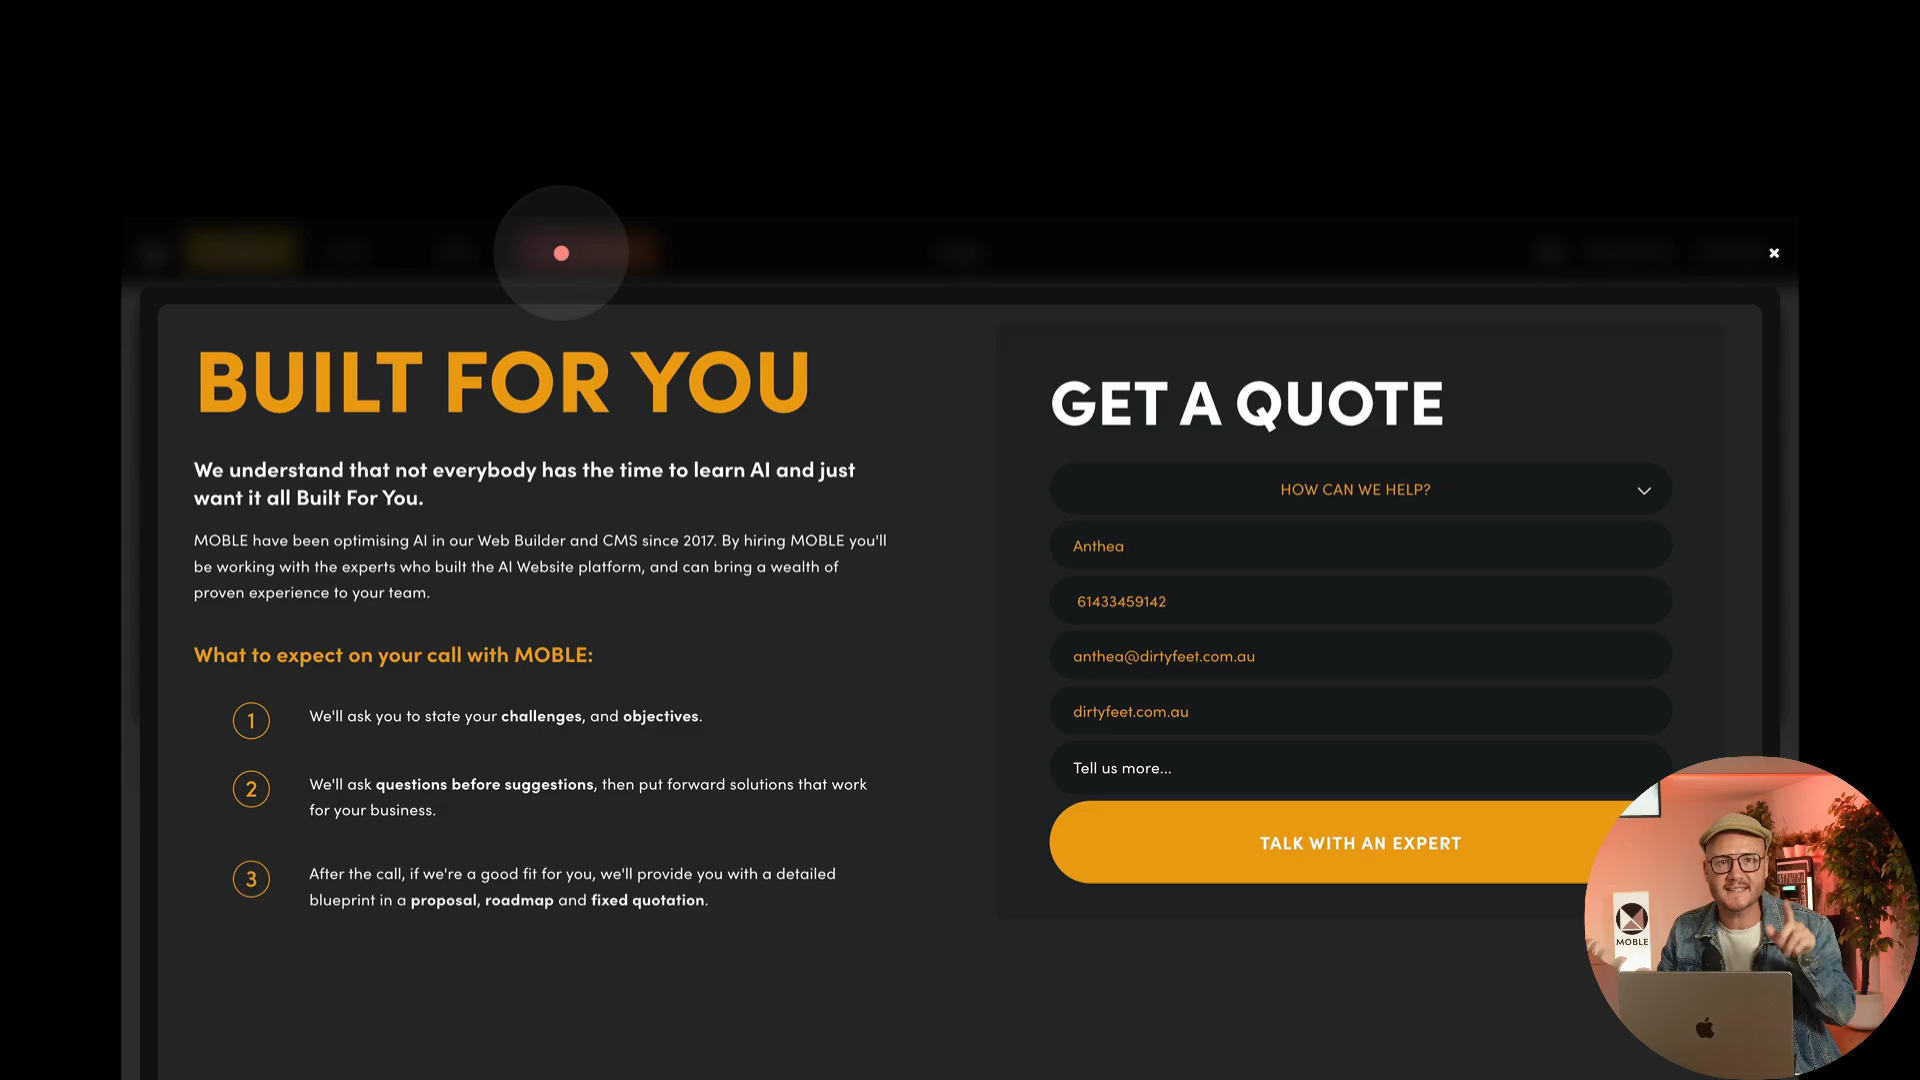 BUILT FOR YOU
We understand that not everybody has the time to learn AI and just
want it all Built For You.
MOBLE have been optimising AI in our Web Builder and CMS since 2017. By hiring MOBLE you'll
be working with the experts who built the AI Website platform, and can bring a wealth of
proven experience to your team.
What to expect on your call with MOBLE:
1
We'll ask you to state your challenges, and objectives.
2
We'll ask questions before suggestions, then put forward solutions that work
for your business.
3
After the call, if we're a good fit for you, we'll provide you with a detailed
blueprint in a proposal, roadmap and fixed quotation.
GET A QUOTE
HOW CAN WE HELP?
Anthea
61433459142
anthea@dirtyfeet.com.au
dirtyfeet.com.au
Tell us more...
TALK WITH AN EXPERT
MOBLE